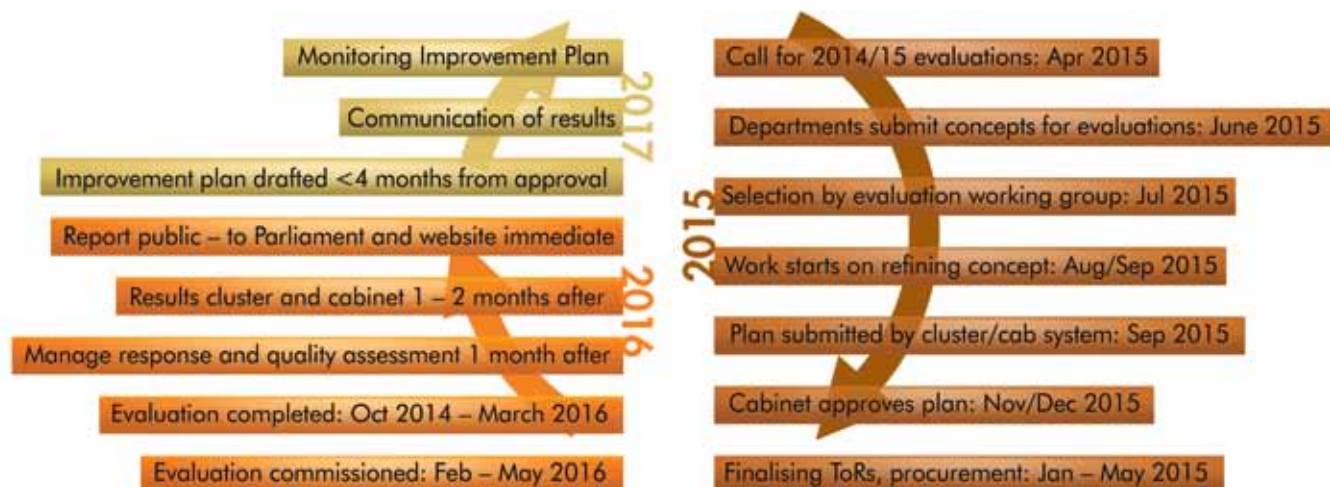 Monitoring Improvement Plan
Communication of results
Improvement plan drafted <4 months from approval
2017
Report public – to Parliament and website immediate
Results cluster and cabinet 1 – 2 months after
Manage response and quality assessment 1 month after
Evaluation completed: Oct 2014 – March 2016
Evaluation commissioned: Feb – May 2016
2016
2015
Call for 2014/15 evaluations: Apr 2015
Departments submit concepts for evaluations: June 2015
Selection by evaluation working group: Jul 2015
Work starts on refining concept: Aug/Sep 2015
Plan submitted by cluster/cab system: Sep 2015
Cabinet approves plan: Nov/Dec 2015
Finalising ToRs, procurement: Jan – May 2015